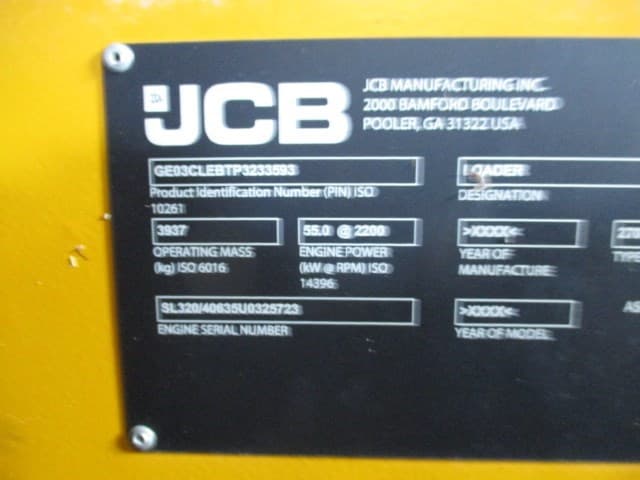 JCB
JCB MANUFACTURING INC.
2000 BAMFORD BOULEVARD
POOLER, GA 31322 USA
GE03CLEBTP3233593
Product Identification Number (PIN) ISO
10261
LOADER
DESIGNATION
3937
OPERATING MASS
(kg) ISO 6016
55.0 @ 2200
ENGINE POWER
(kW @ RPM) ISO
14396
>XXXX<
YEAR OF
MANUFACTURE
TYPE
SL320/40635U0325723
ENGINE SERIAL NUMBER
>XXXX<
YEAR OF MODEL